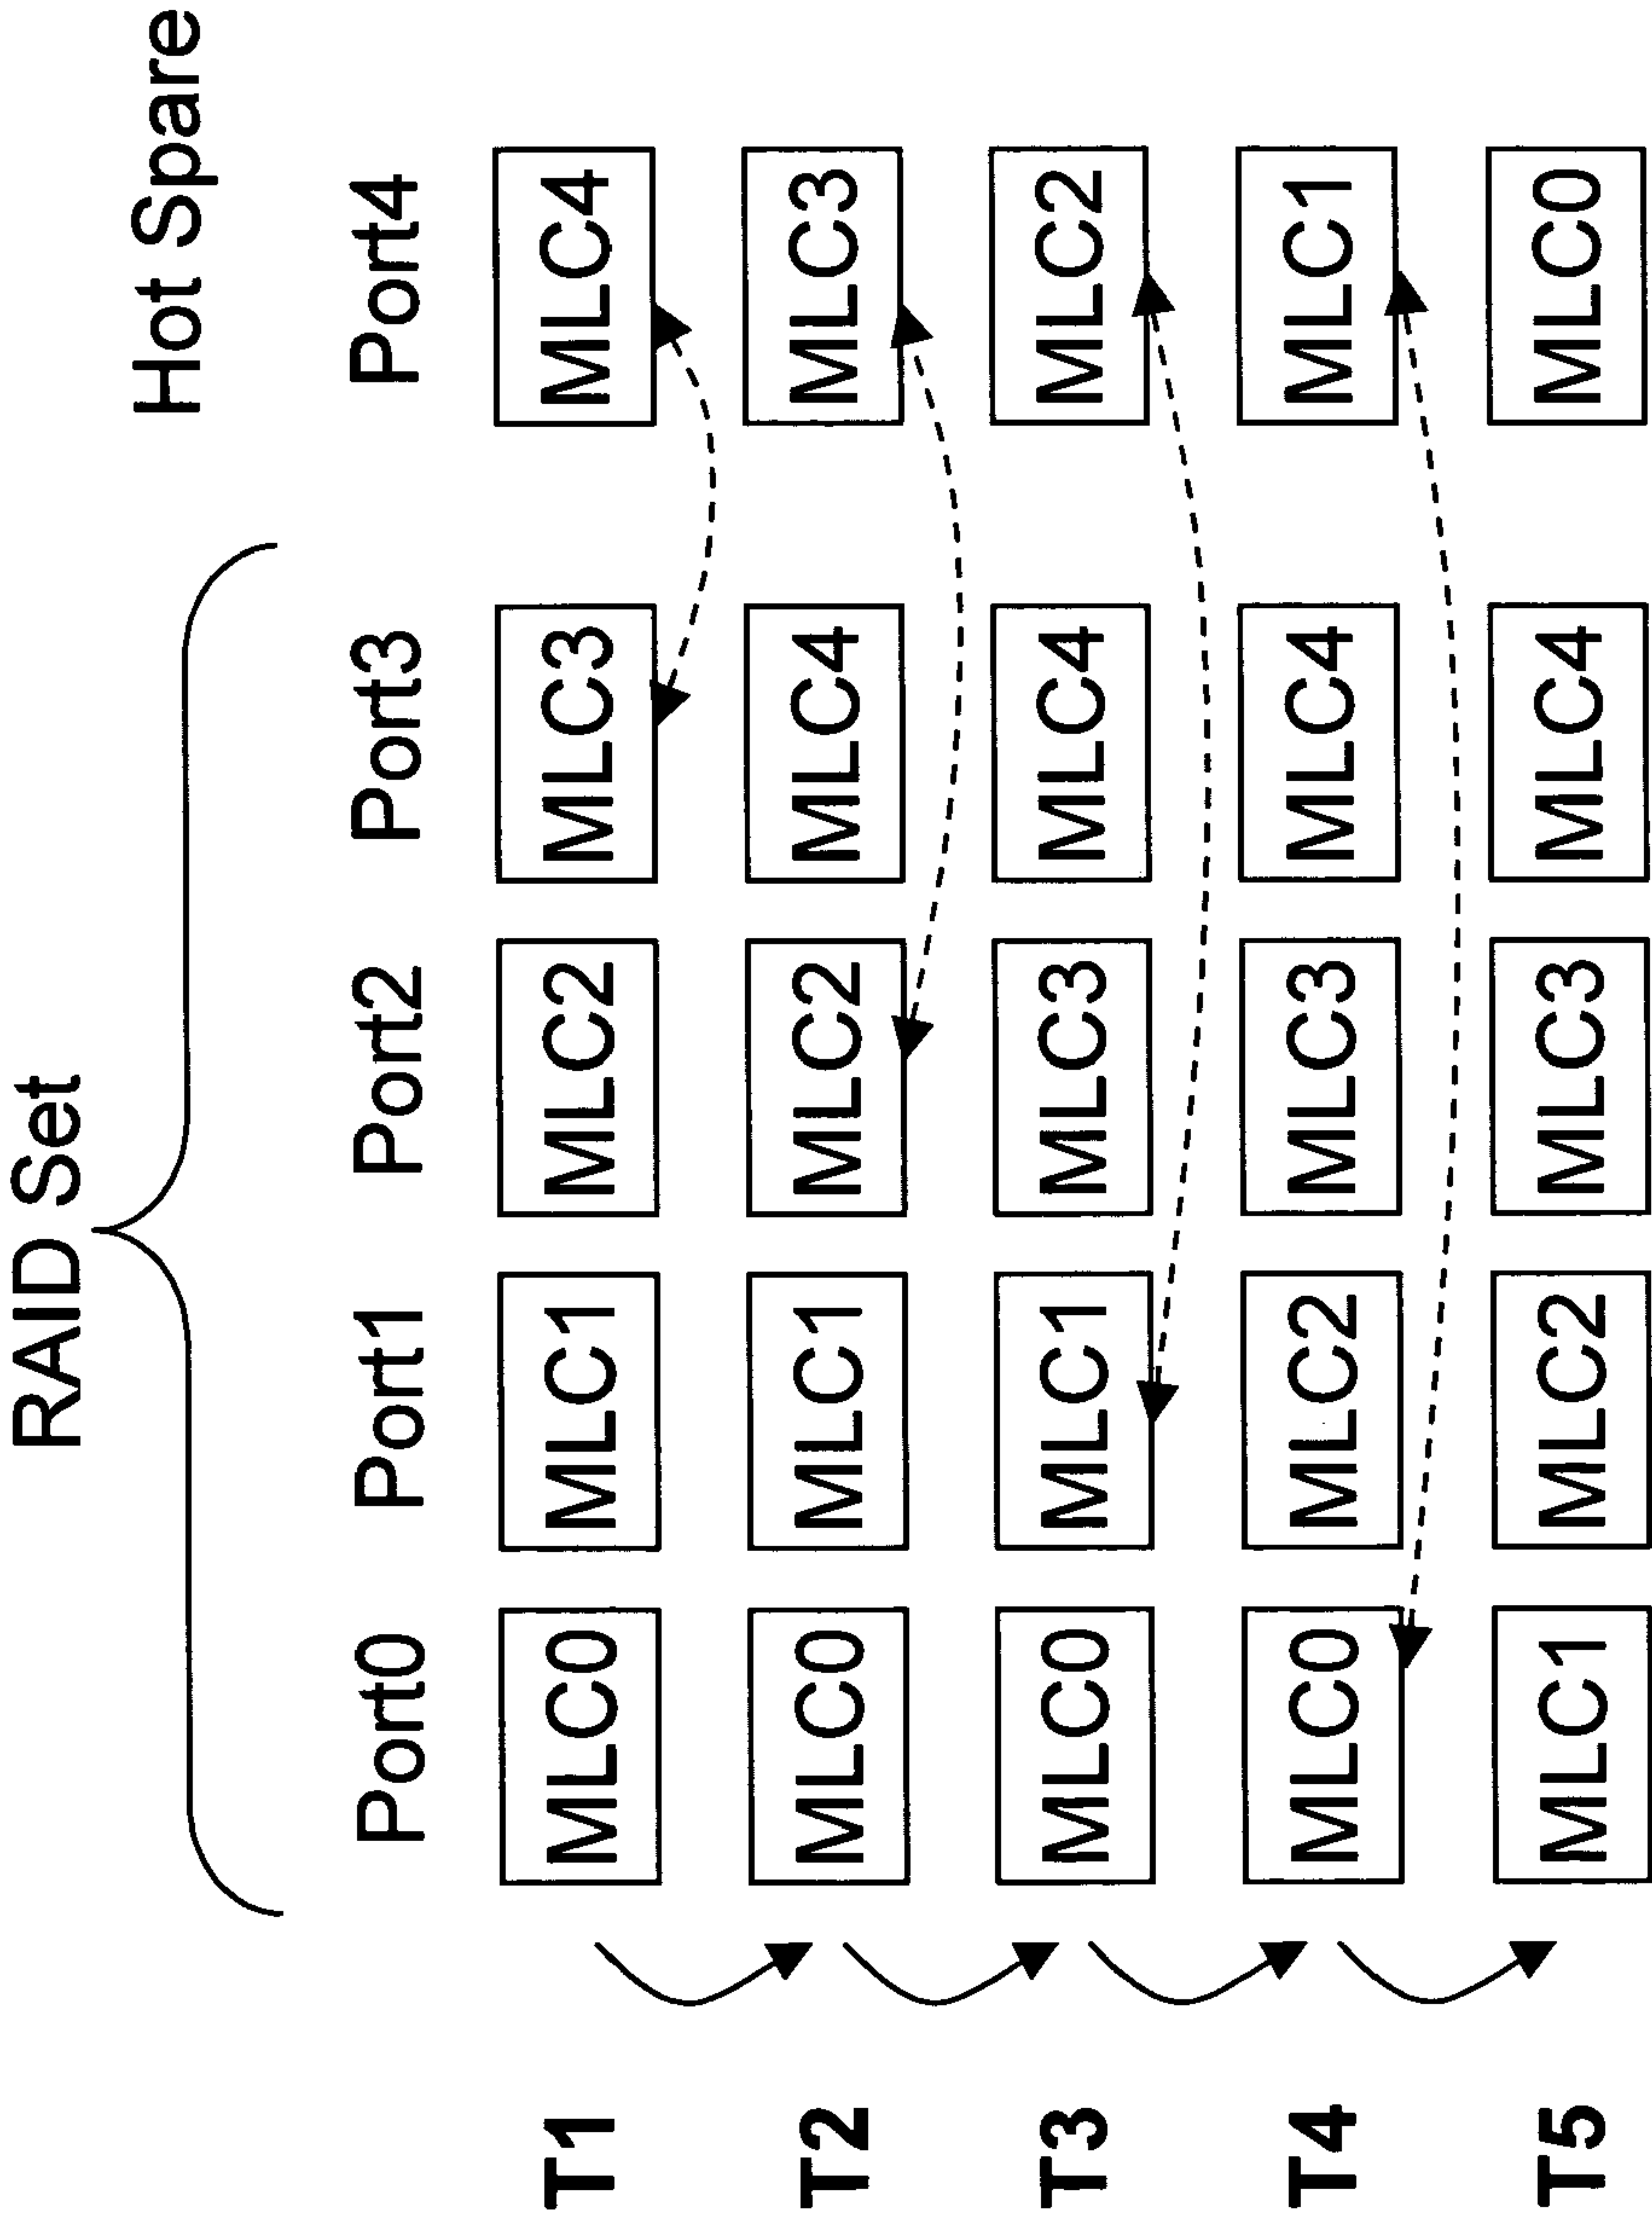 RAID Set
Hot Spare
Port0 Port1 Port2 Port3 Port4
T1 MLC0 MLC1 MLC2 MLC3 MLC4
T2 MLC0 MLC1 MLC2 MLC4 MLC3
T3 MLC0 MLC1 MLC3 MLC4 MLC2
T4 MLC0 MLC2 MLC3 MLC4 MLC1
T5 MLC1 MLC2 MLC3 MLC4 MLC0